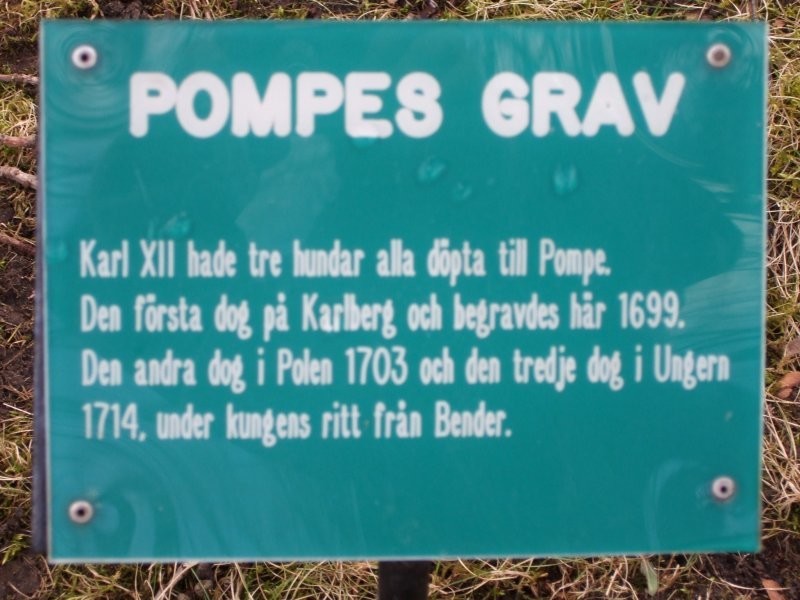 POMPES GRAV
Karl XII hade tre hundar alla döpta till Pompe.
Den första dog på Karlberg och begravdes här 1699.
Den andra dog i Polen 1703 och den tredje dog i Ungern
1714, under kungens ritt från Bender.